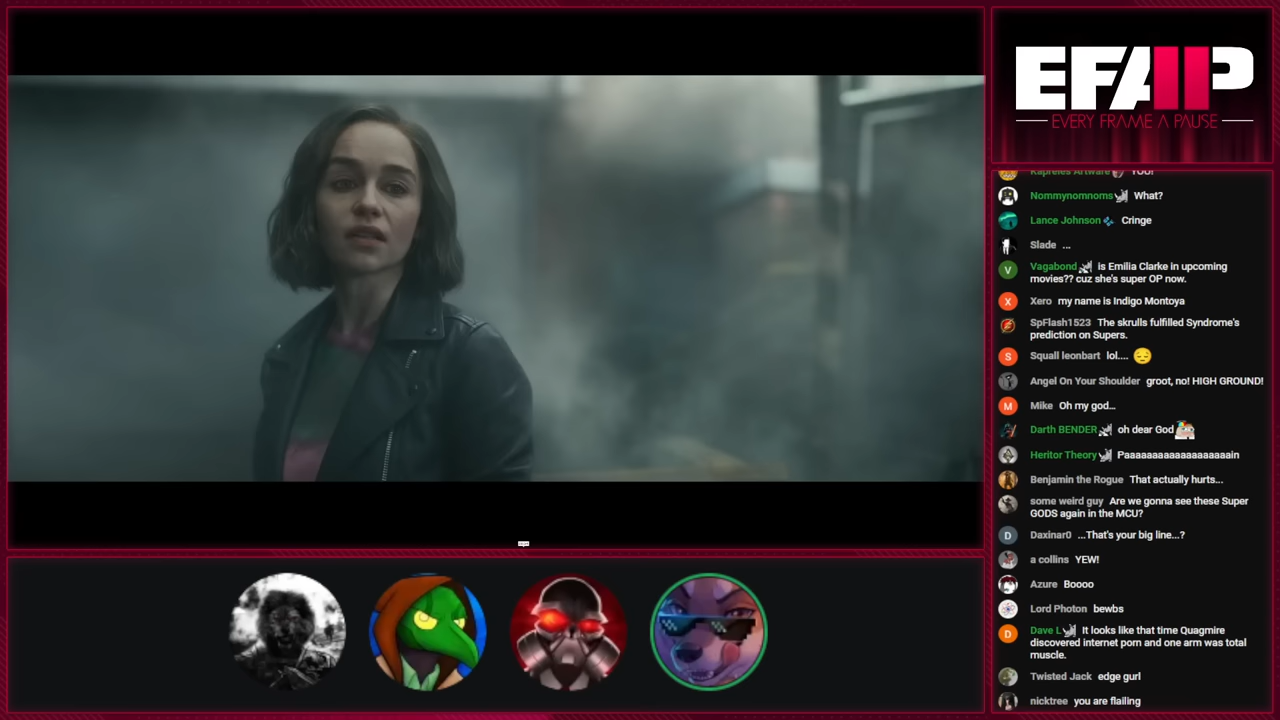 EFAP
EVERY FRAME A PAUSE
Kapreles Artware YOU!
Nommynomnoms What?
Lance Johnson Cringe
Slade ...
V
Vagabond is Emilia Clarke in upcoming
movies?? cuz she's super OP now.
X
Xero my name is Indigo Montoya
SpFlash1523 The skrulls fulfilled Syndrome's
prediction on Supers.
S
Squall leonbart lol....
Angel On Your Shoulder groot, no! HIGH GROUND!
M
Mike Oh my god...
Darth BENDER oh dear God
Heritor Theory Paaaaaaaaaaaaaaaaaaain
Benjamin the Rogue That actually hurts...
some weird guy Are we gonna see these Super
GODS again in the MCU?
D
Daxinar0 ...That's your big line...?
a collins YEW!
Azure Boooo
Lord Photon bewbs
D
Dave L It looks like that time Quagmire
discovered internet porn and one arm was total
muscle.
Twisted Jack edge gurl
nicktree you are flailing